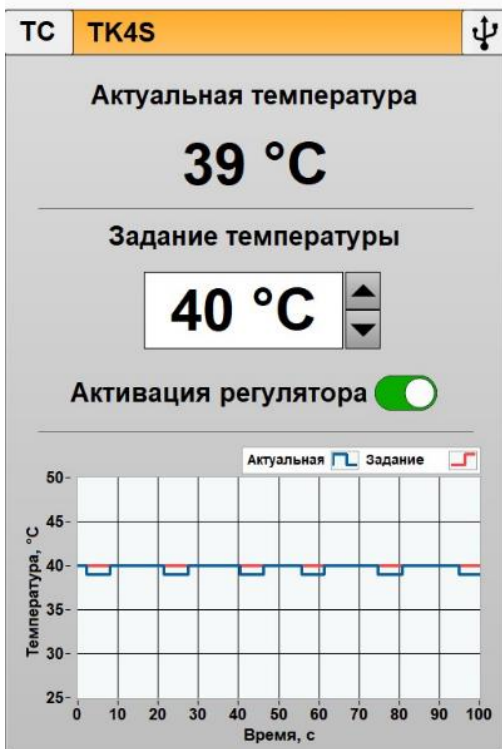 TC TK4S
Актуальная температура
39 °C
Задание температуры
40 °C
Активация регулятора
Актуальная Задание
50
45
40
35
30
25
Температура, °C
0 10 20 30 40 50 60 70 80 90 100
Время, с